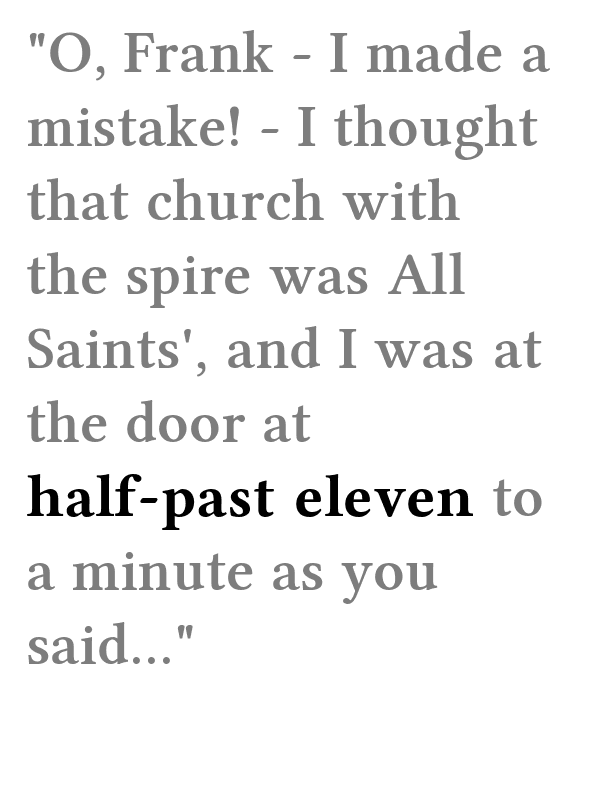 "O, Frank - I made a
mistake! - I thought
that church with
the spire was All
Saints', and I was at
the door at
half-past eleven to
a minute as you
said..."